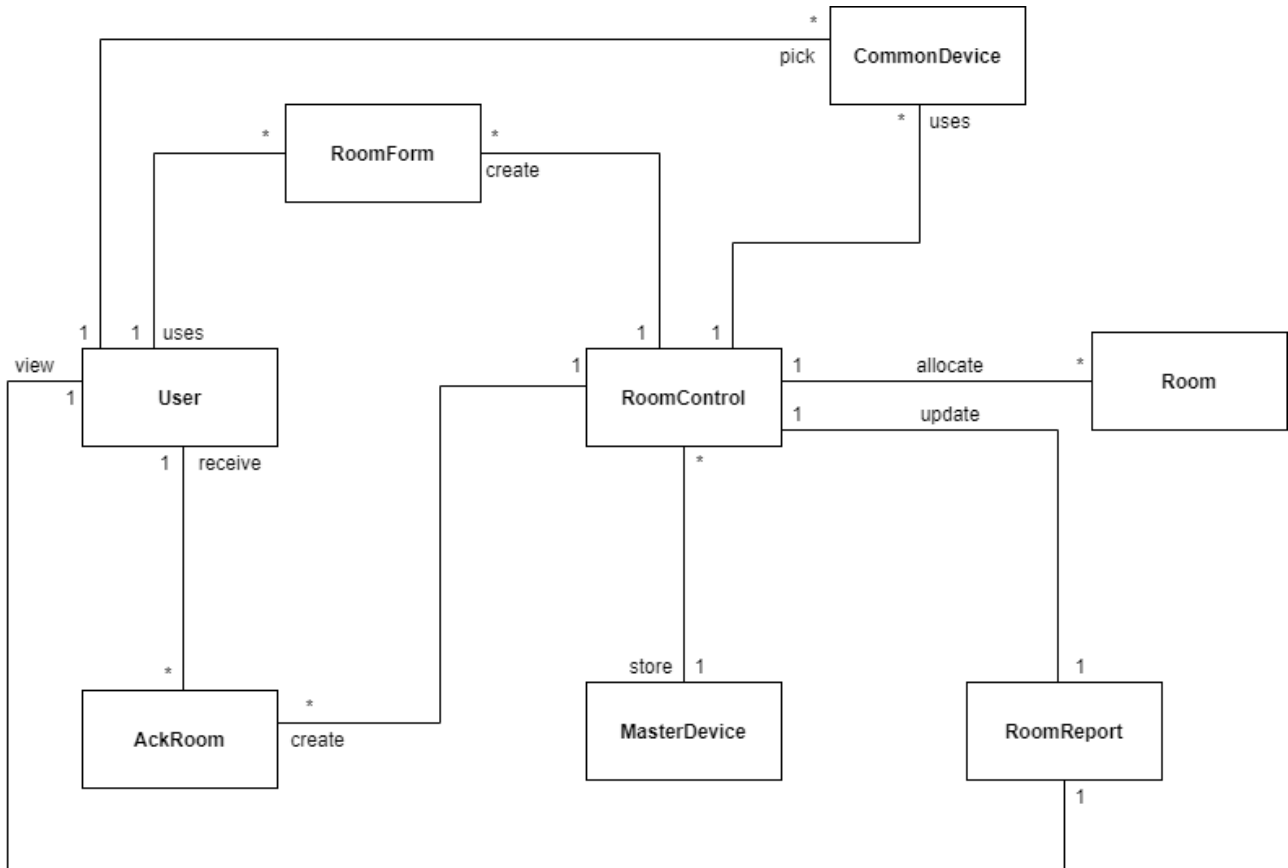 *
pick
CommonDevice
* uses
*
RoomForm
*
create
1
1 uses
1
1
view
1
User
1
RoomControl
1 allocate *
Room
1 update
1 receive
*
*
store 1
1
*
AckRoom
*
create
MasterDevice
RoomReport
1